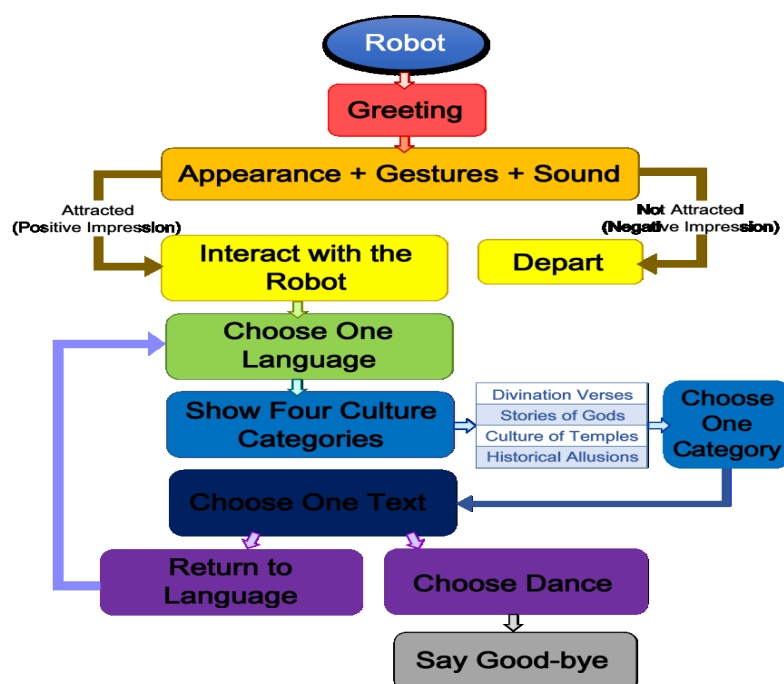 Robot
Greeting
Appearance + Gestures + Sound
Attracted
(Positive Impression)
Not Attracted
(Negative Impression)
Interact with the
Robot
Depart
Choose One
Language
Show Four Culture
Categories
Divination Verses
Stories of Gods
Culture of Temples
Historical Allusions
Choose
One
Category
Choose One Text
Return to
Language
Choose Dance
Say Good-bye